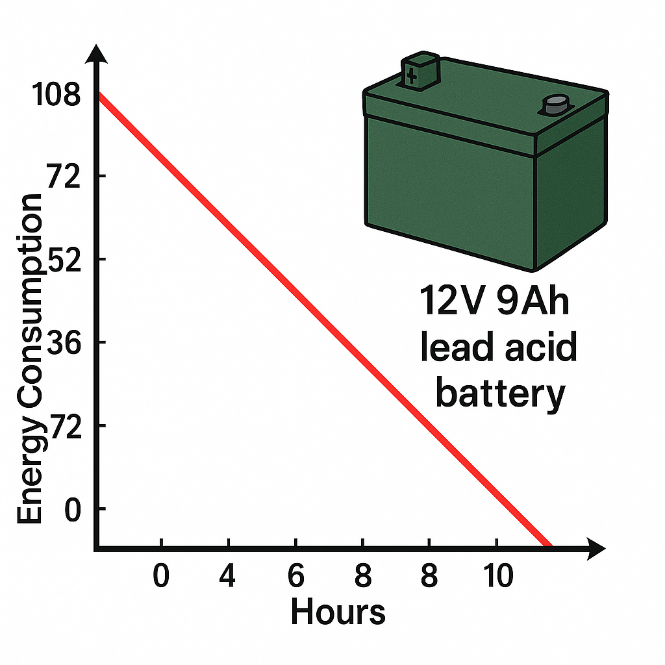 Energy Consumption
108
72
52
36
72
0
0 4 6 8 8 10
Hours
+
12V 9Ah
lead acid
battery